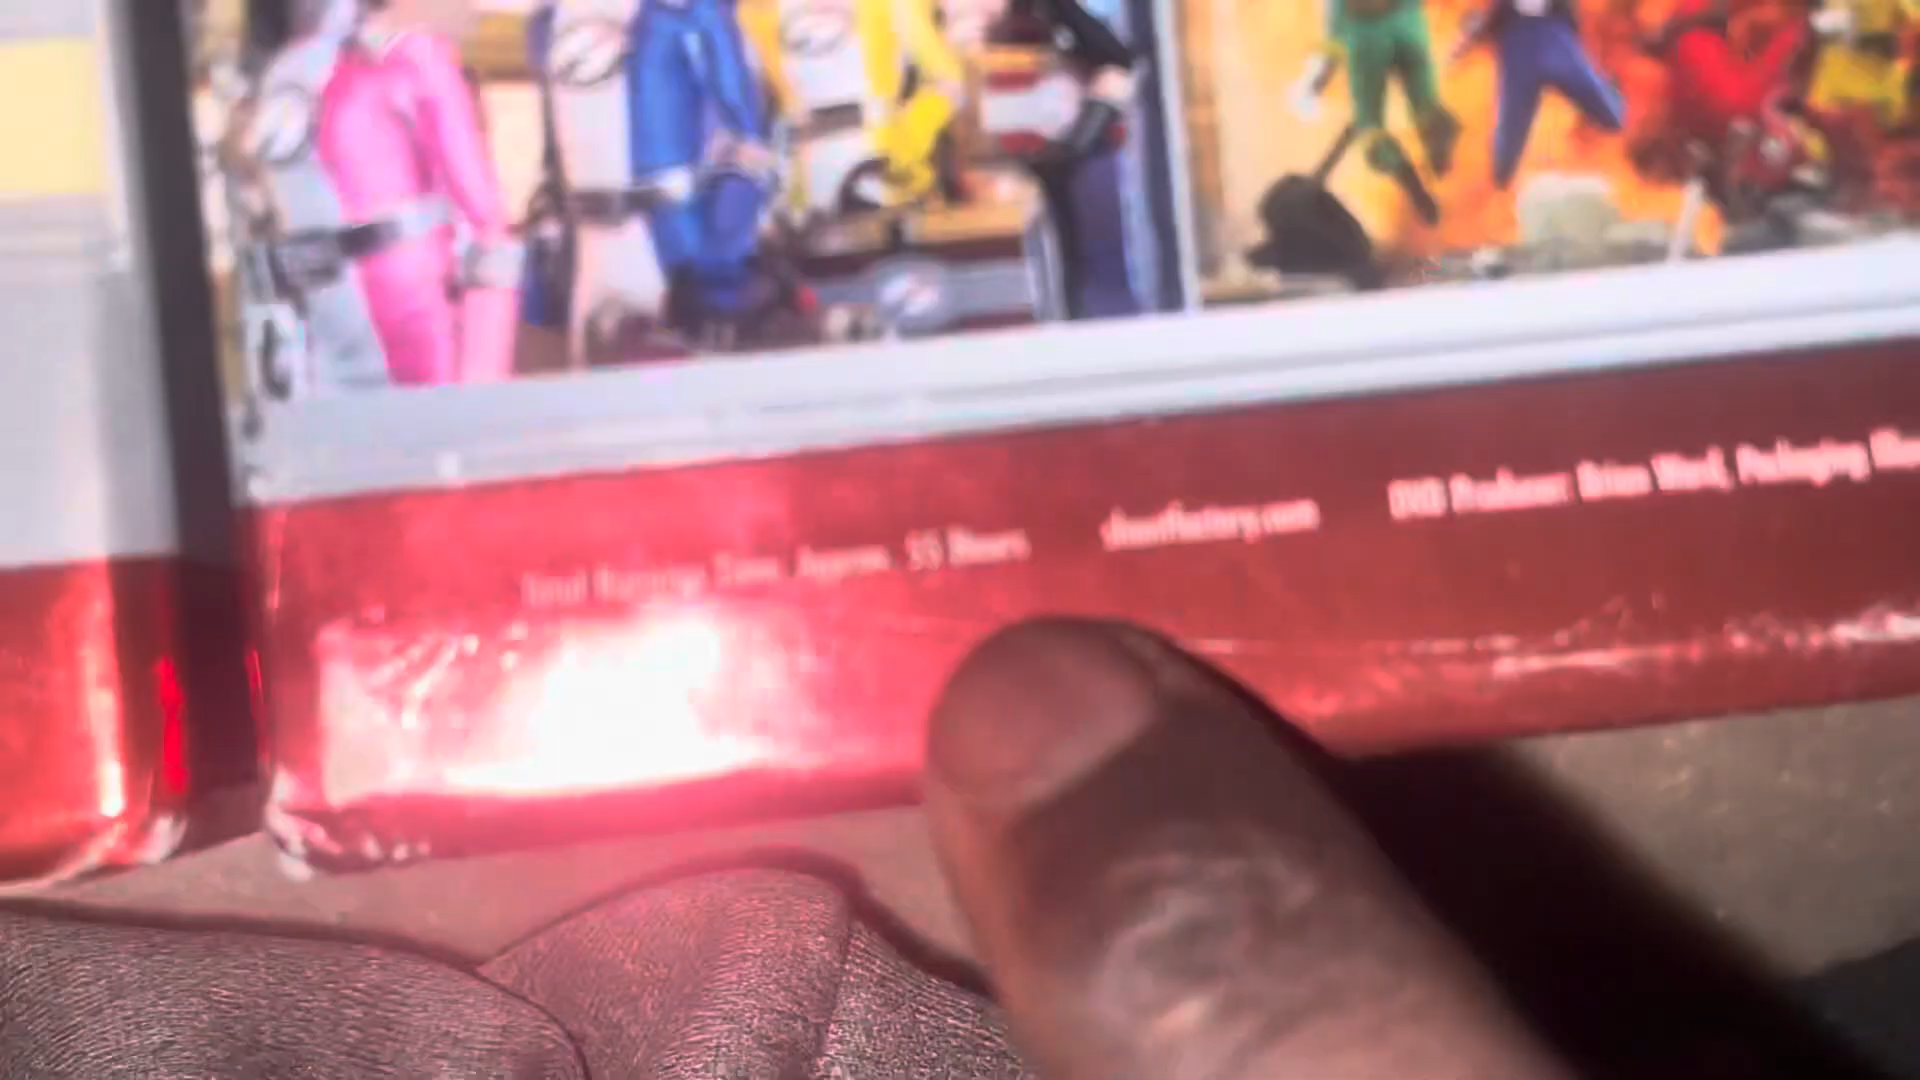 Total Running Time: Approx. 55 Hours
shoutfactory.com
DVD Producer: Brian Ward, Packaging